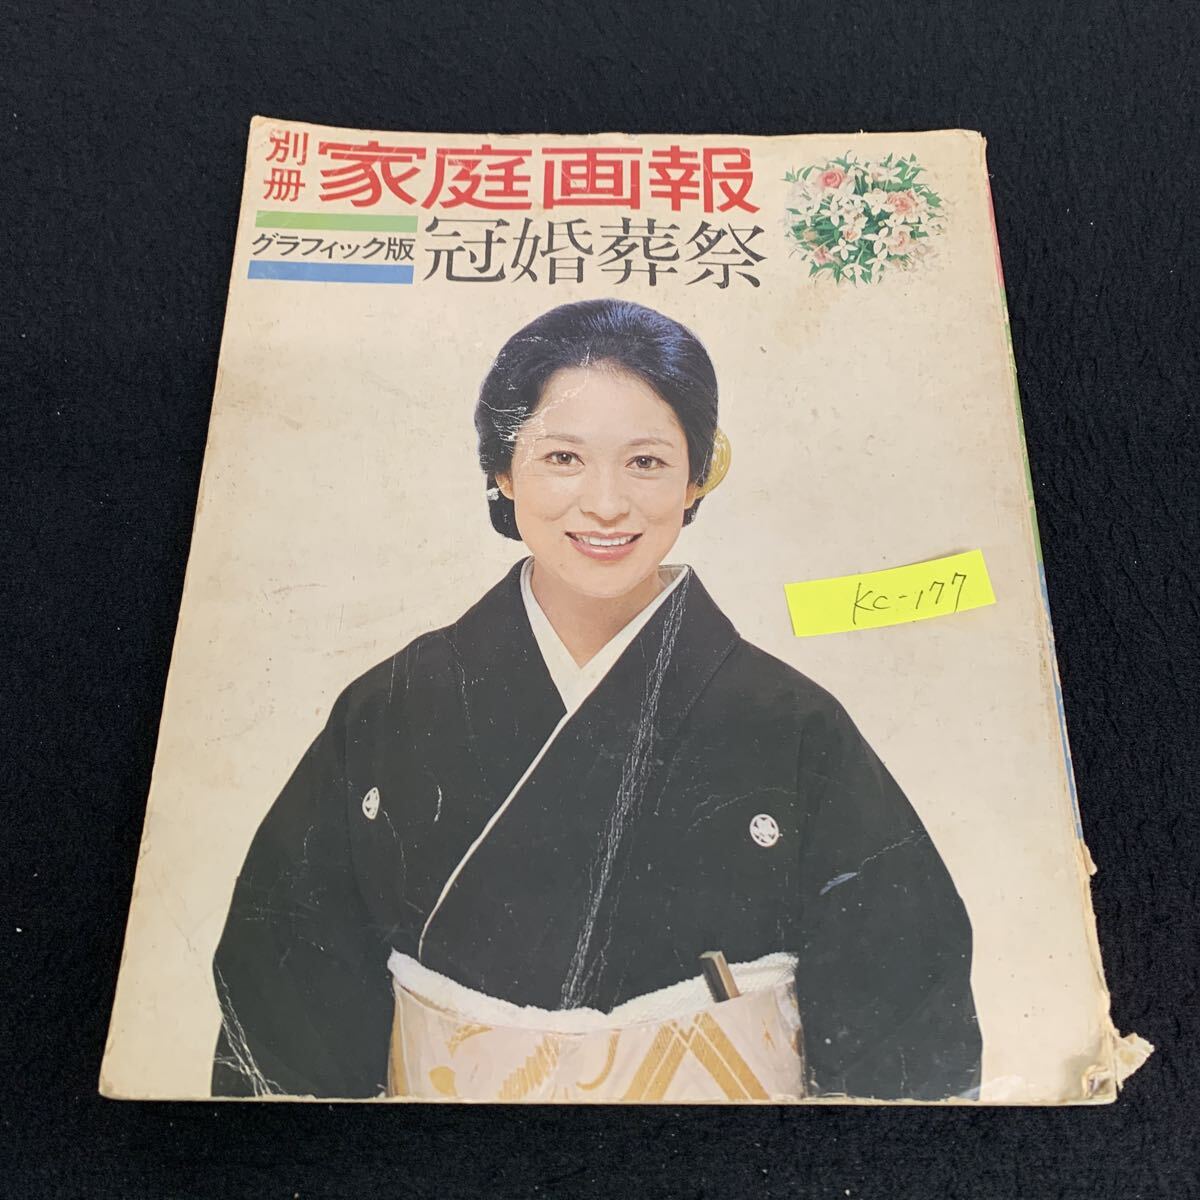 別冊
家庭画報
グラフィック版
冠婚葬祭
KC-177